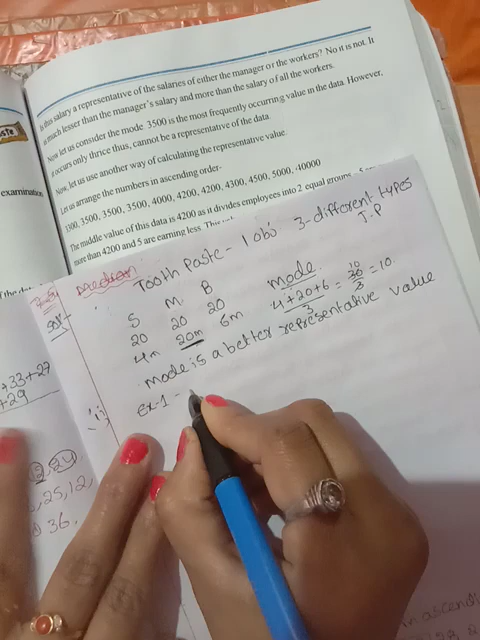 Is this salary a representative of the salaries of either the manager or the workers? No it is not. It
is much less than the manager's salary and more than the salary of all the workers.
Now let us consider the mode 3500 is the most frequently occurring value in the data. However,
it occurs only thrice thus, cannot be a representative of the data.
Now, let us use another way of calculating the representative value.
Let us arrange the numbers in ascending order-
3300, 3500, 3500, 3500, 4000, 4200, 4200, 4300, 4500, 5000, 40000
The middle value of this data is 4200 as it divides employees into 2 equal groups
more than 4200 and 5 are earning less.
examination
Median
Tooth Paste - 1 obj 3-different types
T.P
S M B
20 20 20
4m 20m 6m
mode
4+20+6/3 = 30/3 = 10
mode is a better representative value
Ex-1 -
+33+27
+29
25, 12,
36,